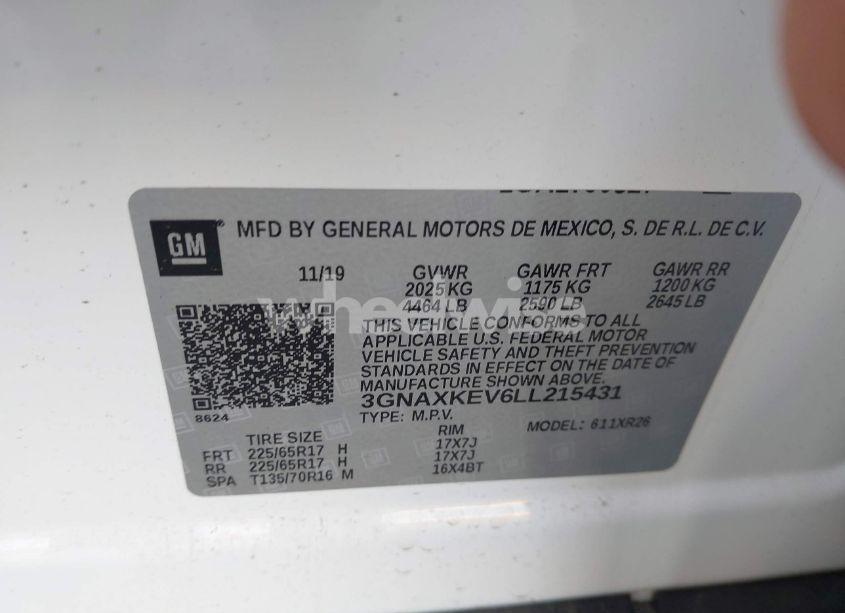 GM
MFD BY GENERAL MOTORS DE MEXICO, S. DE R.L. DE C.V.
11/19 GVWR GAWR FRT GAWR RR
2025 KG 1175 KG 1200 KG
4464 LB 2590 LB 2645 LB
wheelwise
THIS VEHICLE CONFORMS TO ALL
APPLICABLE U.S. FEDERAL MOTOR
VEHICLE SAFETY AND THEFT PREVENTION
STANDARDS IN EFFECT ON THE DATE OF
MANUFACTURE SHOWN ABOVE.
3GNAXKEV6LL215431
8624
TYPE: M.P.V. MODEL: 611XR26
TIRE SIZE RIM
FRT 225/65R17 H 17X7J
RR 225/65R17 H 17X7J
SPA T135/70R16 M 16X4BT